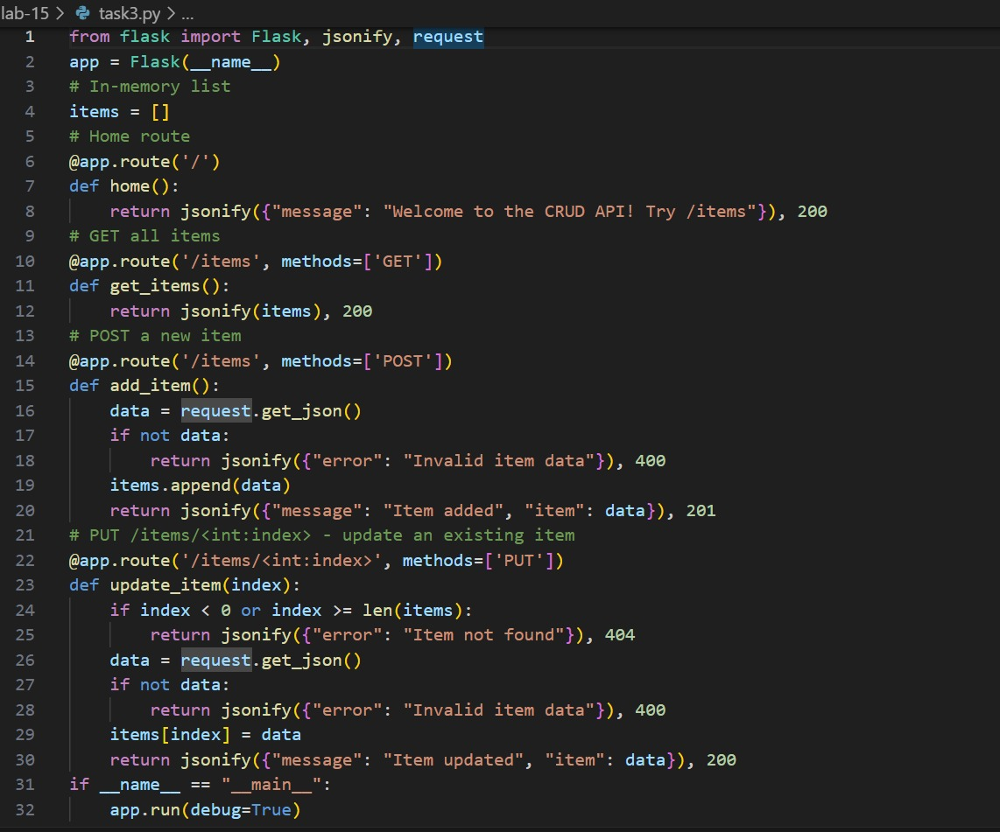 lab-15 > task3.py > ...
1 from flask import Flask, jsonify, request
2 app = Flask(__name__)
3 # In-memory list
4 items = []
5 # Home route
6 @app.route('/')
7 def home():
8     return jsonify({"message": "Welcome to the CRUD API! Try /items"}), 200
9 # GET all items
10 @app.route('/items', methods=['GET'])
11 def get_items():
12     return jsonify(items), 200
13 # POST a new item
14 @app.route('/items', methods=['POST'])
15 def add_item():
16     data = request.get_json()
17     if not data:
18         return jsonify({"error": "Invalid item data"}), 400
19     items.append(data)
20     return jsonify({"message": "Item added", "item": data}), 201
21 # PUT /items/<int:index> - update an existing item
22 @app.route('/items/<int:index>', methods=['PUT'])
23 def update_item(index):
24     if index < 0 or index >= len(items):
25         return jsonify({"error": "Item not found"}), 404
26     data = request.get_json()
27     if not data:
28         return jsonify({"error": "Invalid item data"}), 400
29     items[index] = data
30     return jsonify({"message": "Item updated", "item": data}), 200
31 if __name__ == "__main__":
32     app.run(debug=True)